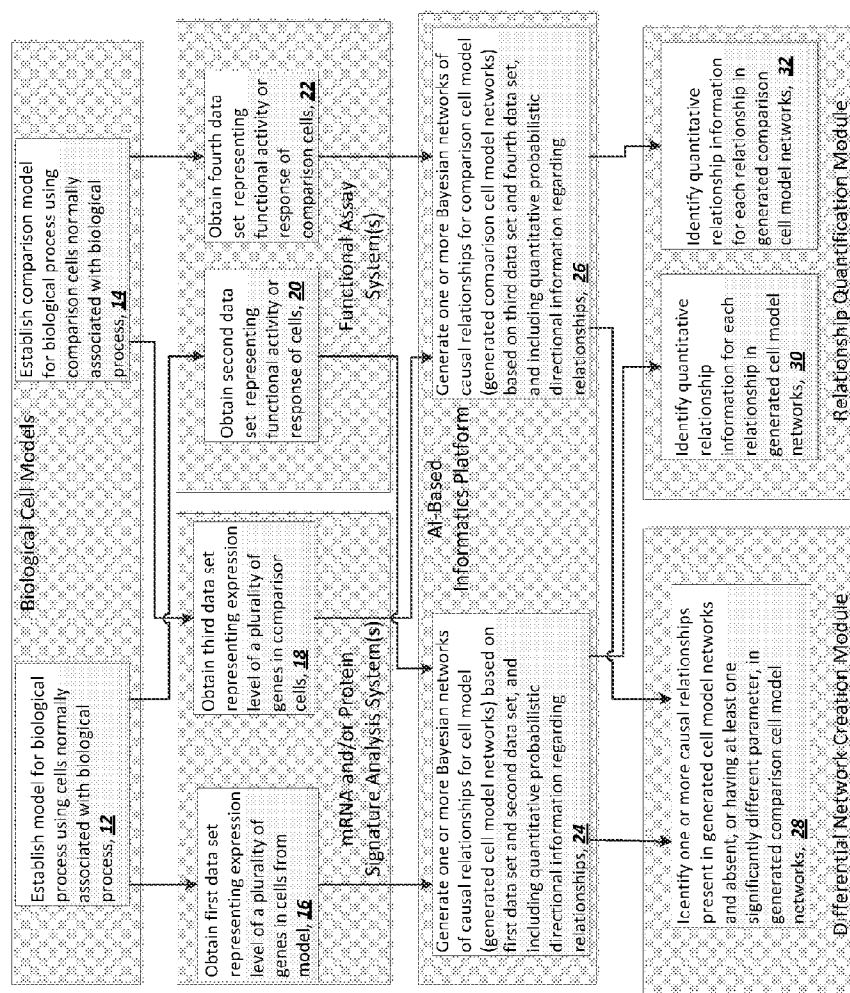 Biological Cell Models
Establish model for biological
process using cells normally
associated with biological
process, 12
Establish comparison model
for biological process using
comparison cells normally
associated with biological
process, 14
Obtain first data set
representing expression
level of a plurality of
genes in cells from
model, 16
Obtain third data set
representing expression
level of a plurality of
genes in comparison
cells, 18
mRNA and/or Protein
Signature Analysis System(s)
Obtain second data
set representing
functional activity or
response of cells, 20
Obtain fourth data
set representing
functional activity or
response of
comparison cells, 22
Functional Assay
System(s)
AI-Based
Informatics Platform
Generate one or more Bayesian networks
of causal relationships for cell model
(generated cell model networks) based on
first data set and second data set, and
including quantitative probabilistic
directional information regarding
relationships, 24
Generate one or more Bayesian networks of
causal relationships for comparison cell model
(generated comparison cell model networks)
based on third data set and fourth data set,
and including quantitative probabilistic
directional information regarding
relationships, 26
Identify one or more causal relationships
present in generated cell model networks
and absent, or having at least one
significantly different parameter, in
generated comparison cell model
networks, 28
Differential Network Creation Module
Identify quantitative
relationship
information for each
relationship in
generated cell model
networks, 30
Identify quantitative
relationship information
for each relationship in
generated comparison
cell model networks, 32
Relationship Quantification Module